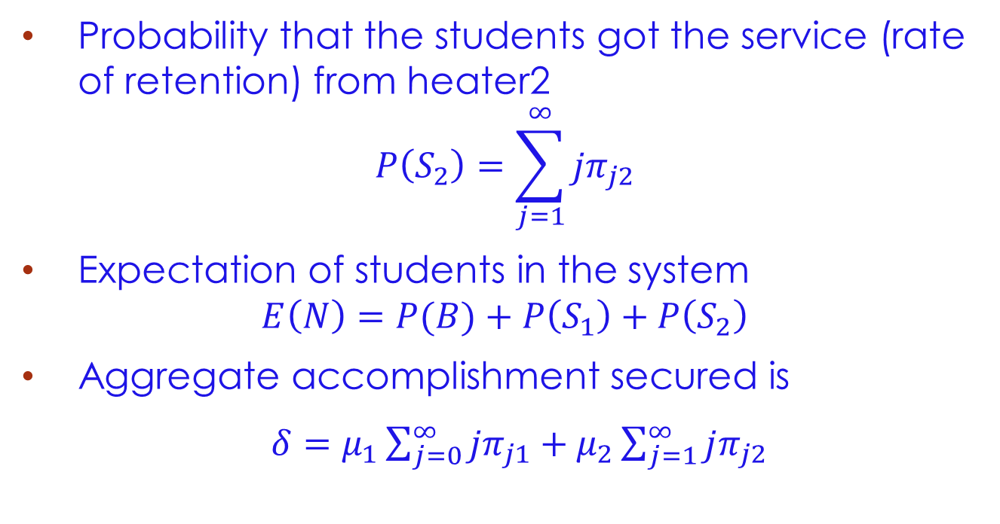 • Probability that the students got the service (rate
of retention) from heater2
$P(S_2) = \sum_{j=1}^{\infty} j\pi_{j2}$
• Expectation of students in the system
$E(N) = P(B) + P(S_1) + P(S_2)$
• Aggregate accomplishment secured is
$\delta = \mu_1 \sum_{j=0}^{\infty} j\pi_{j1} + \mu_2 \sum_{j=1}^{\infty} j\pi_{j2}$